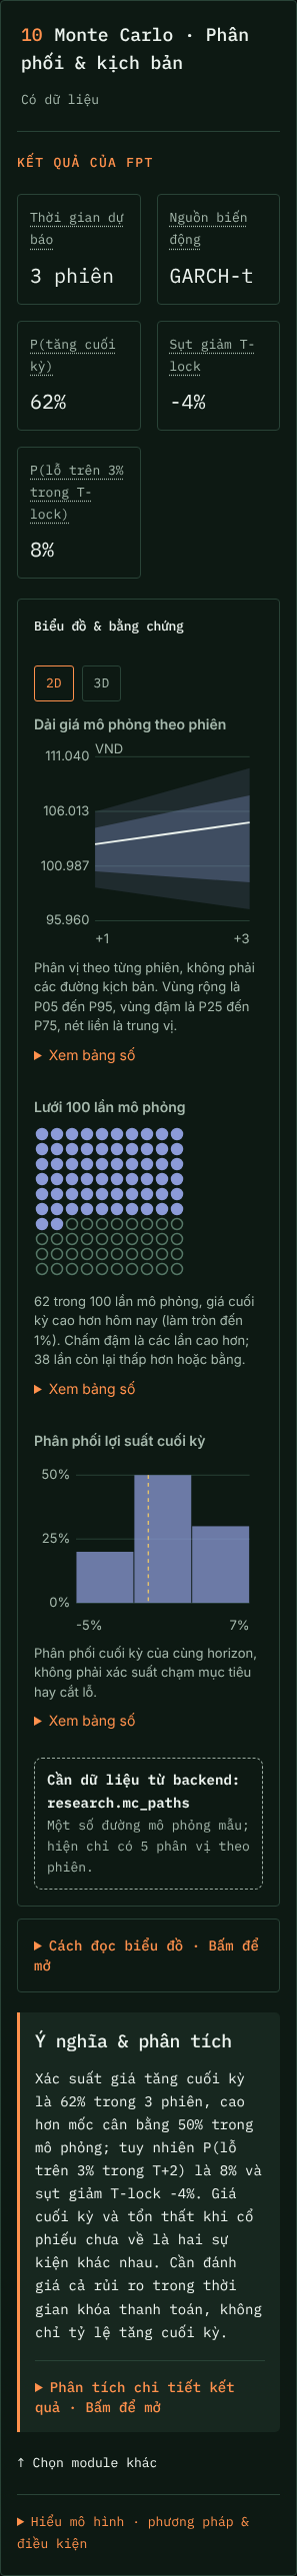 10 Monte Carlo · Phân
phối & kịch bản
Có dữ liệu
KẾT QUẢ CỦA FPT
Thời gian dự
báo
3 phiên
Nguồn biến
động
GARCH-t
P(tăng cuối
kỳ)
62%
Sụt giảm T-
lock
-4%
P(lỗ trên 3%
trong T-
lock)
8%
Biểu đồ & bằng chứng
2D
3D
Dải giá mô phỏng theo phiên
VND
111.040
106.013
100.987
95.960
+1
+3
Phân vị theo từng phiên, không phải
các đường kịch bản. Vùng rộng là
P05 đến P95, vùng đậm là P25 đến
P75, nét liền là trung vị.
▶ Xem bảng số
Lưới 100 lần mô phỏng
62 trong 100 lần mô phỏng, giá cuối
kỳ cao hơn hôm nay (làm tròn đến
1%). Chấm đậm là các lần cao hơn;
38 lần còn lại thấp hơn hoặc bằng.
▶ Xem bảng số
Phân phối lợi suất cuối kỳ
50%
25%
0%
-5%
7%
Phân phối cuối kỳ của cùng horizon,
không phải xác suất chạm mục tiêu
hay cắt lỗ.
▶ Xem bảng số
Cần dữ liệu từ backend:
research.mc_paths
Một số đường mô phỏng mẫu;
hiện chỉ có 5 phân vị theo
phiên.
▶ Cách đọc biểu đồ · Bấm để
mở
Ý nghĩa & phân tích
Xác suất giá tăng cuối kỳ
là 62% trong 3 phiên, cao
hơn mốc cân bằng 50% trong
mô phỏng; tuy nhiên P(lỗ
trên 3% trong T+2) là 8% và
sụt giảm T-lock -4%. Giá
cuối kỳ và tổn thất khi cổ
phiếu chưa về là hai sự
kiện khác nhau. Cần đánh
giá cả rủi ro trong thời
gian khóa thanh toán, không
chỉ tỷ lệ tăng cuối kỳ.
▶ Phân tích chi tiết kết
quả · Bấm để mở
↑ Chọn module khác
▶ Hiểu mô hình · phương pháp &
điều kiện